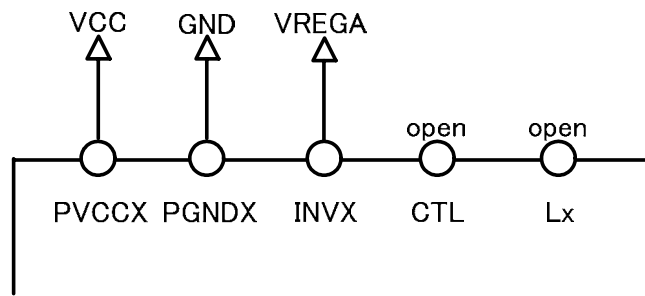 VCC GND VREGA
open open
PVCCX PGNDX INVX CTL Lx